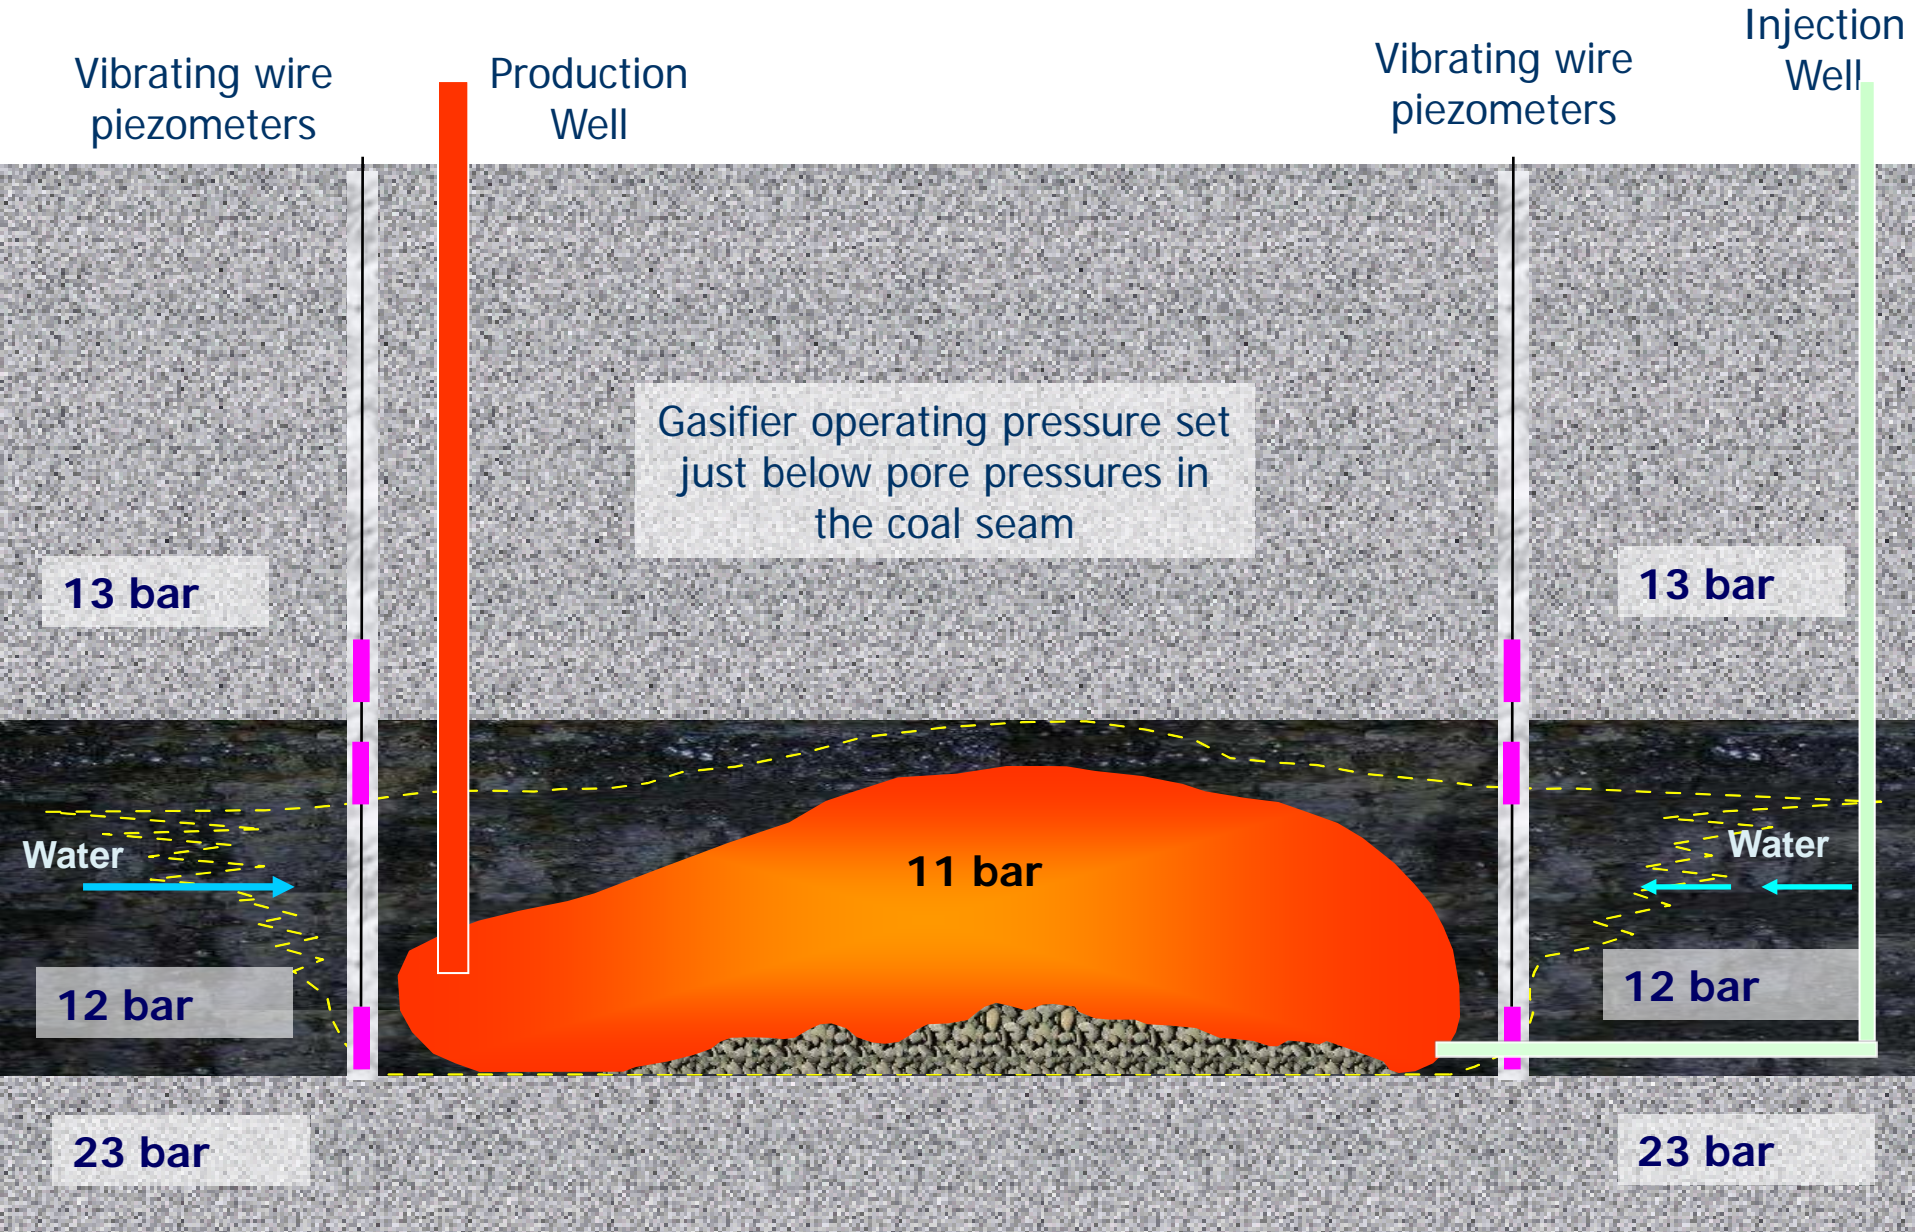 Injection
Well
Vibrating wire
piezometers
Production
Well
Vibrating wire
piezometers
Gasifier operating pressure set
just below pore pressures in
the coal seam
13 bar
13 bar
Water
11 bar
Water
12 bar
12 bar
23 bar
23 bar